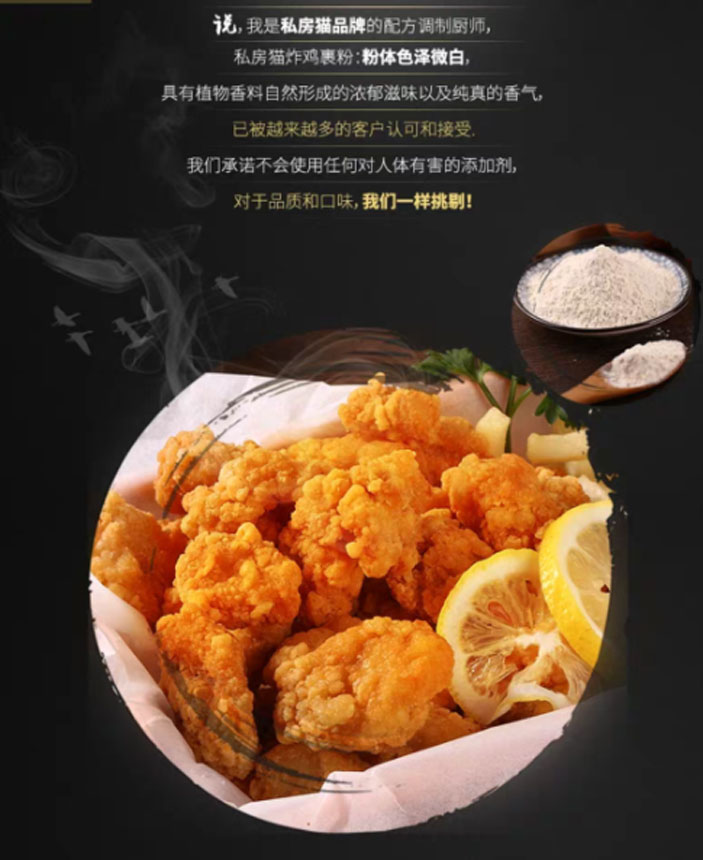 说,我是私房猫品牌的配方调制厨师,
私房猫炸鸡裹粉:粉体色泽微白,
具有植物香料自然形成的浓郁滋味以及纯真的香气,
已被越来越多的客户认可和接受.
我们承诺不会使用任何对人体有害的添加剂,
对于品质和口味,我们一样挑剔!